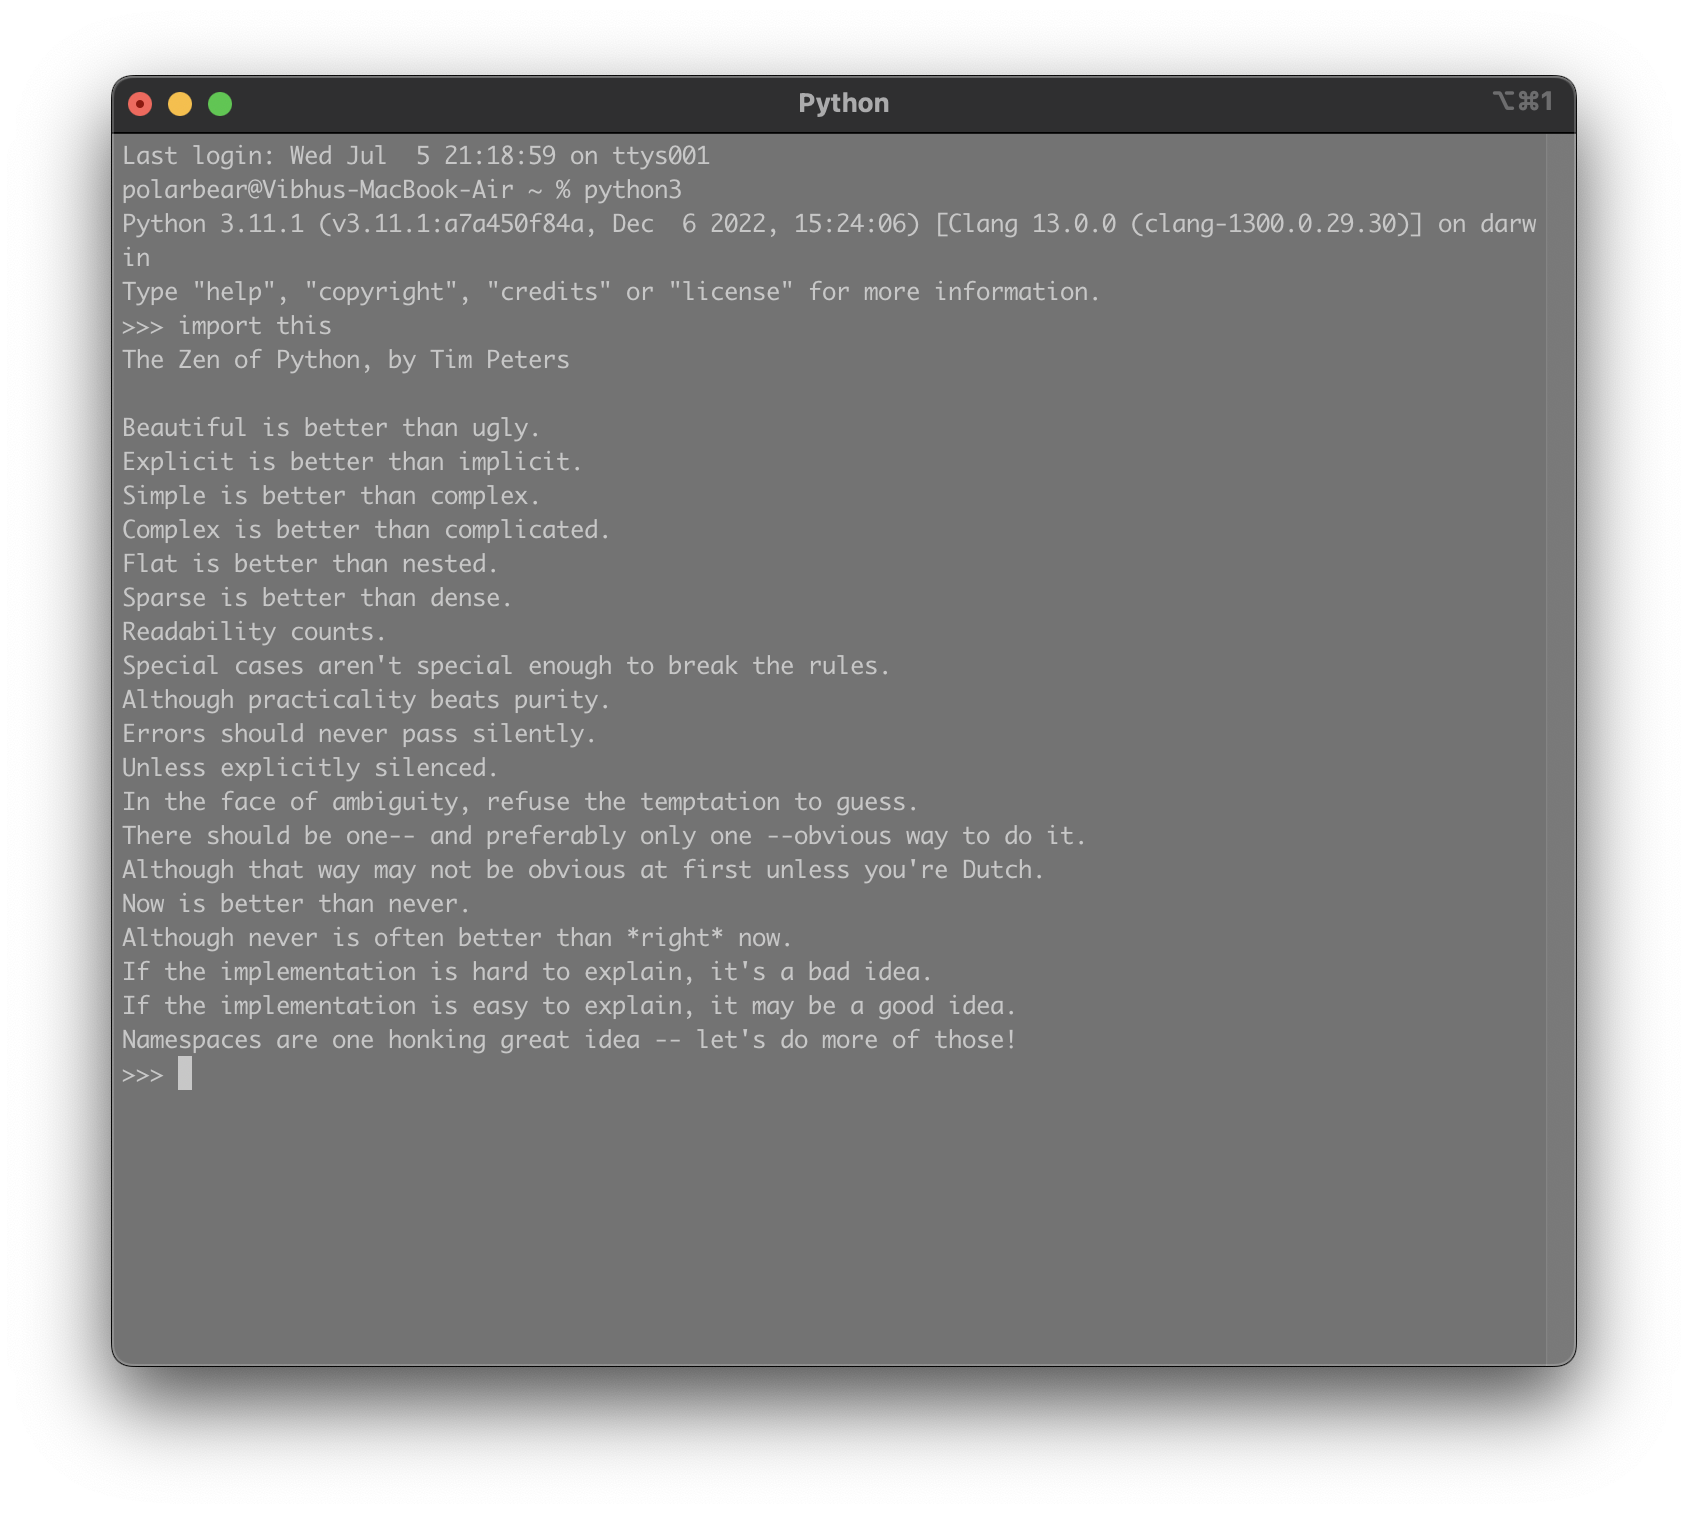 Python
⌥⌘1
Last login: Wed Jul  5 21:18:59 on ttys001
polarbear@Vibhus-MacBook-Air ~ % python3
Python 3.11.1 (v3.11.1:a7a450f84a, Dec  6 2022, 15:24:06) [Clang 13.0.0 (clang-1300.0.29.30)] on darw
in
Type "help", "copyright", "credits" or "license" for more information.
>>> import this
The Zen of Python, by Tim Peters

Beautiful is better than ugly.
Explicit is better than implicit.
Simple is better than complex.
Complex is better than complicated.
Flat is better than nested.
Sparse is better than dense.
Readability counts.
Special cases aren't special enough to break the rules.
Although practicality beats purity.
Errors should never pass silently.
Unless explicitly silenced.
In the face of ambiguity, refuse the temptation to guess.
There should be one-- and preferably only one --obvious way to do it.
Although that way may not be obvious at first unless you're Dutch.
Now is better than never.
Although never is often better than *right* now.
If the implementation is hard to explain, it's a bad idea.
If the implementation is easy to explain, it may be a good idea.
Namespaces are one honking great idea -- let's do more of those!
>>>